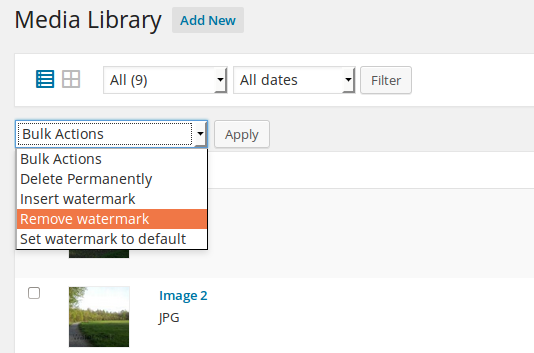 Media Library Add New
All (9) All dates Filter
Bulk Actions Apply
Bulk Actions
Delete Permanently
Insert watermark
Remove watermark
Set watermark to default
Image 2
JPG